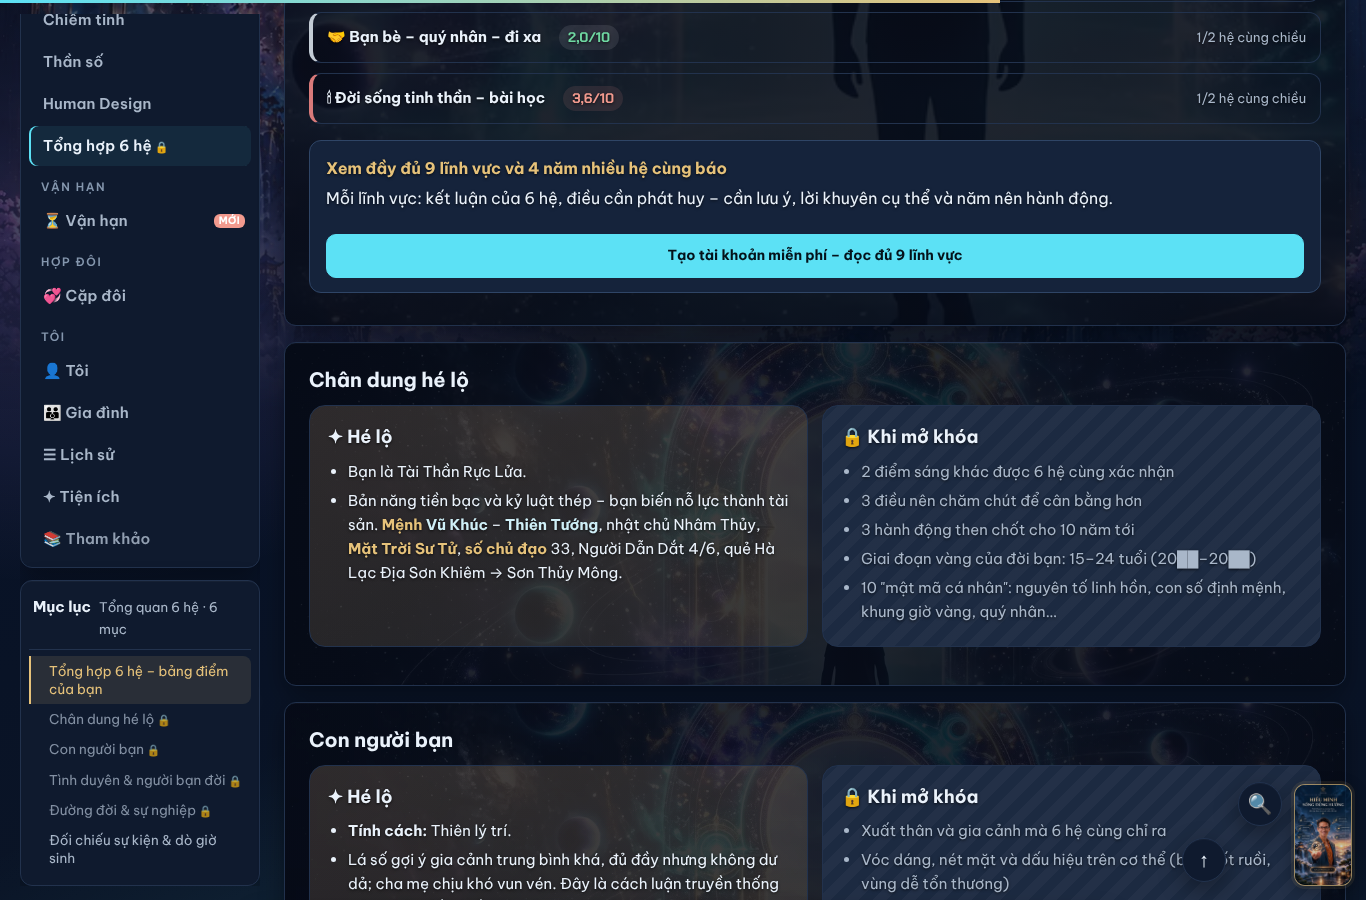 Chiêm tinh
Thần số
Human Design
Tổng hợp 6 hệ 🔒
VẬN HẠN
⏳ Vận hạn MỚI
HỢP ĐÔI
💞 Cặp đôi
TÔI
👤 Tôi
👪 Gia đình
☰ Lịch sử
✦ Tiện ích
📚 Tham khảo
Mục lục Tổng quan 6 hệ · 6
mục
Tổng hợp 6 hệ – bảng điểm
của bạn
Chân dung hé lộ 🔒
Con người bạn 🔒
Tình duyên & người bạn đời 🔒
Đường đời & sự nghiệp 🔒
Đối chiếu sự kiện & dò giờ
sinh
🤝 Bạn bè – quý nhân – đi xa 2,0/10 1/2 hệ cùng chiều
Đời sống tinh thần – bài học 3,6/10 1/2 hệ cùng chiều
Xem đầy đủ 9 lĩnh vực và 4 năm nhiều hệ cùng báo
Mỗi lĩnh vực: kết luận của 6 hệ, điều cần phát huy – cần lưu ý, lời khuyên cụ thể và năm nên hành động.
Tạo tài khoản miễn phí – đọc đủ 9 lĩnh vực
Chân dung hé lộ
✦ Hé lộ
• Bạn là Tài Thần Rực Lửa.
• Bản năng tiền bạc và kỷ luật thép – bạn biến nỗ lực thành tài
sản. Mệnh Vũ Khúc – Thiên Tướng, nhật chủ Nhâm Thủy,
Mặt Trời Sư Tử, số chủ đạo 33, Người Dẫn Dắt 4/6, quẻ Hà
Lạc Địa Sơn Khiêm → Sơn Thủy Mông.
🔒 Khi mở khóa
• 2 điểm sáng khác được 6 hệ cùng xác nhận
• 3 điều nên chăm chút để cân bằng hơn
• 3 hành động then chốt cho 10 năm tới
• Giai đoạn vàng của đời bạn: 15–24 tuổi (20██–20██)
• 10 "mật mã cá nhân": nguyên tố linh hồn, con số định mệnh,
khung giờ vàng, quý nhân…
Con người bạn
✦ Hé lộ
• Tính cách: Thiên lý trí.
• Lá số gợi ý gia cảnh trung bình khá, đủ đầy nhưng không dư
dả; cha mẹ chịu khó vun vén. Đây là cách luận truyền thống
🔒 Khi mở khóa
• Xuất thân và gia cảnh mà 6 hệ cùng chỉ ra
• Vóc dáng, nét mặt và dấu hiệu trên cơ thể ruồi,
vùng dễ tổn thương)
↑